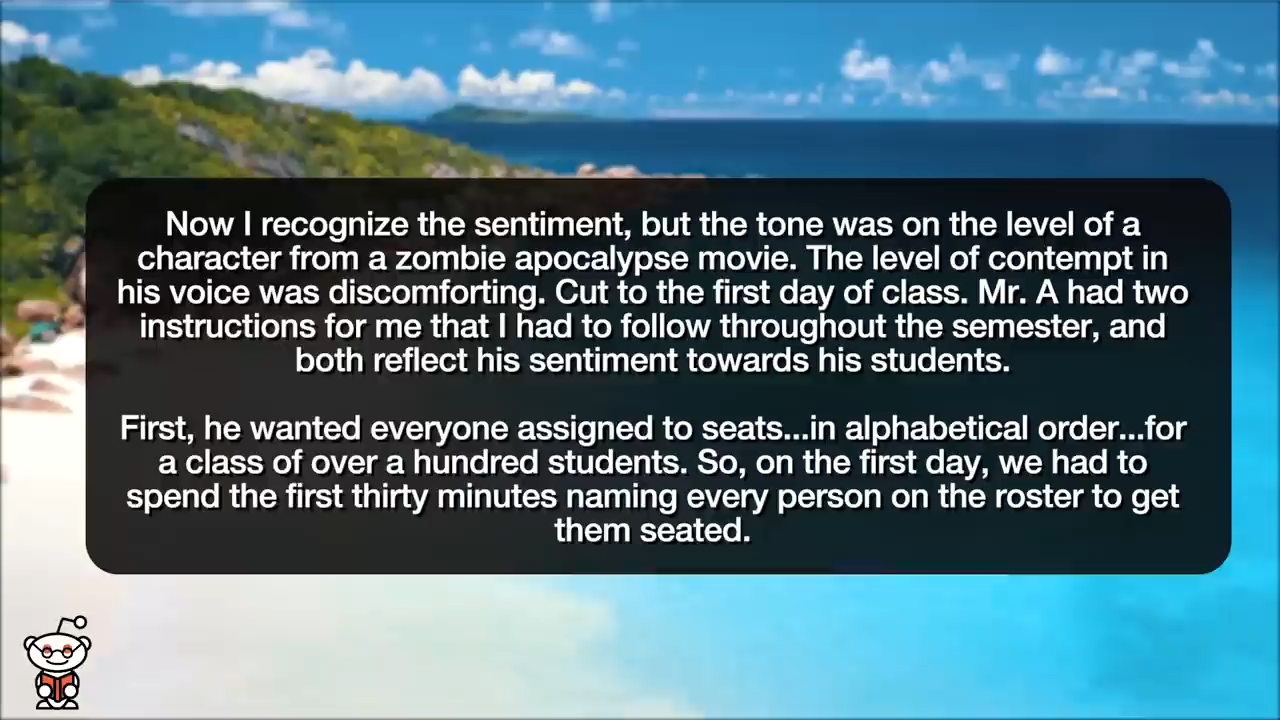 Now I recognize the sentiment, but the tone was on the level of a
character from a zombie apocalypse movie. The level of contempt in
his voice was discomforting. Cut to the first day of class. Mr. A had two
instructions for me that I had to follow throughout the semester, and
both reflect his sentiment towards his students.
First, he wanted everyone assigned to seats...in alphabetical order...for
a class of over a hundred students. So, on the first day, we had to
spend the first thirty minutes naming every person on the roster to get
them seated.